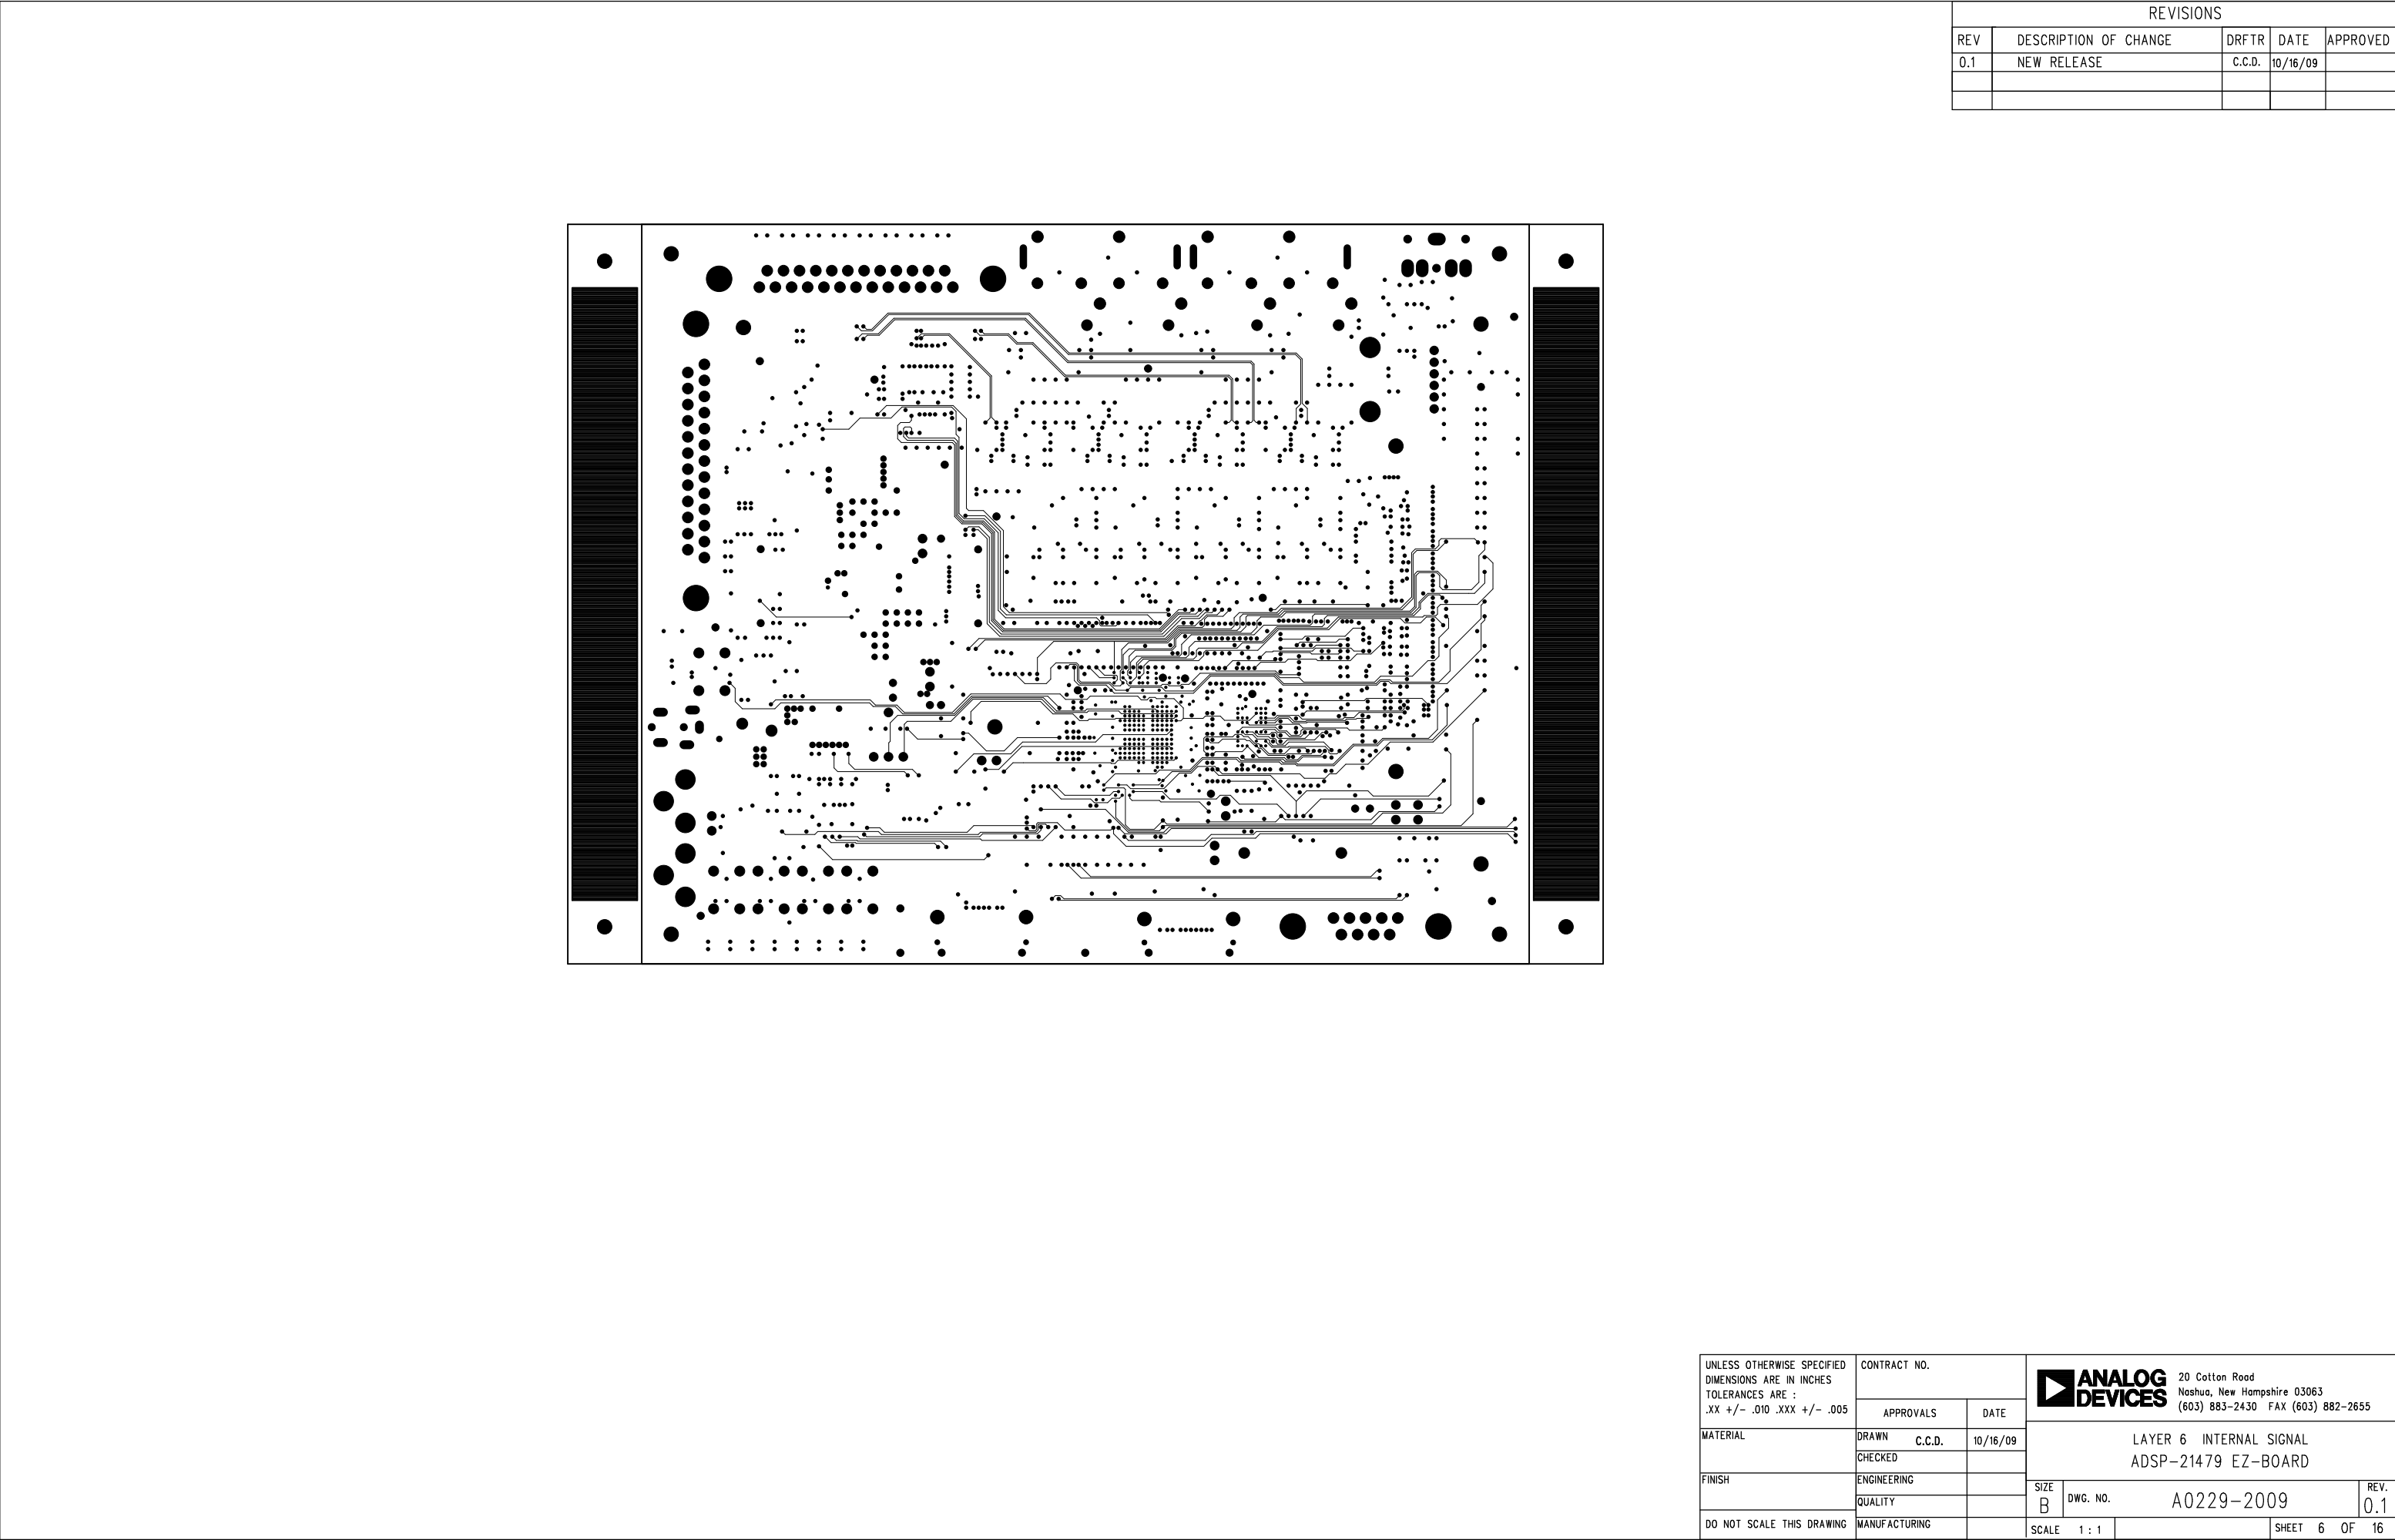 REVISIONS
REV DESCRIPTION OF CHANGE DRFTR DATE APPROVED
0.1 NEW RELEASE C.C.D. 10/16/09
UNLESS OTHERWISE SPECIFIED
DIMENSIONS ARE IN INCHES
TOLERANCES ARE :
.XX +/- .010 .XXX +/- .005
MATERIAL
FINISH
DO NOT SCALE THIS DRAWING
CONTRACT NO.
APPROVALS DATE
DRAWN C.C.D. 10/16/09
CHECKED
ENGINEERING
QUALITY
MANUFACTURING
ANALOG
DEVICES
20 Cotton Road
Nashua, New Hampshire 03063
(603) 883-2430 FAX (603) 882-2655
LAYER 6 INTERNAL SIGNAL
ADSP-21479 EZ-BOARD
SIZE
B
DWG. NO. A0229-2009
REV.
0.1
SCALE 1 : 1
SHEET 6 OF 16